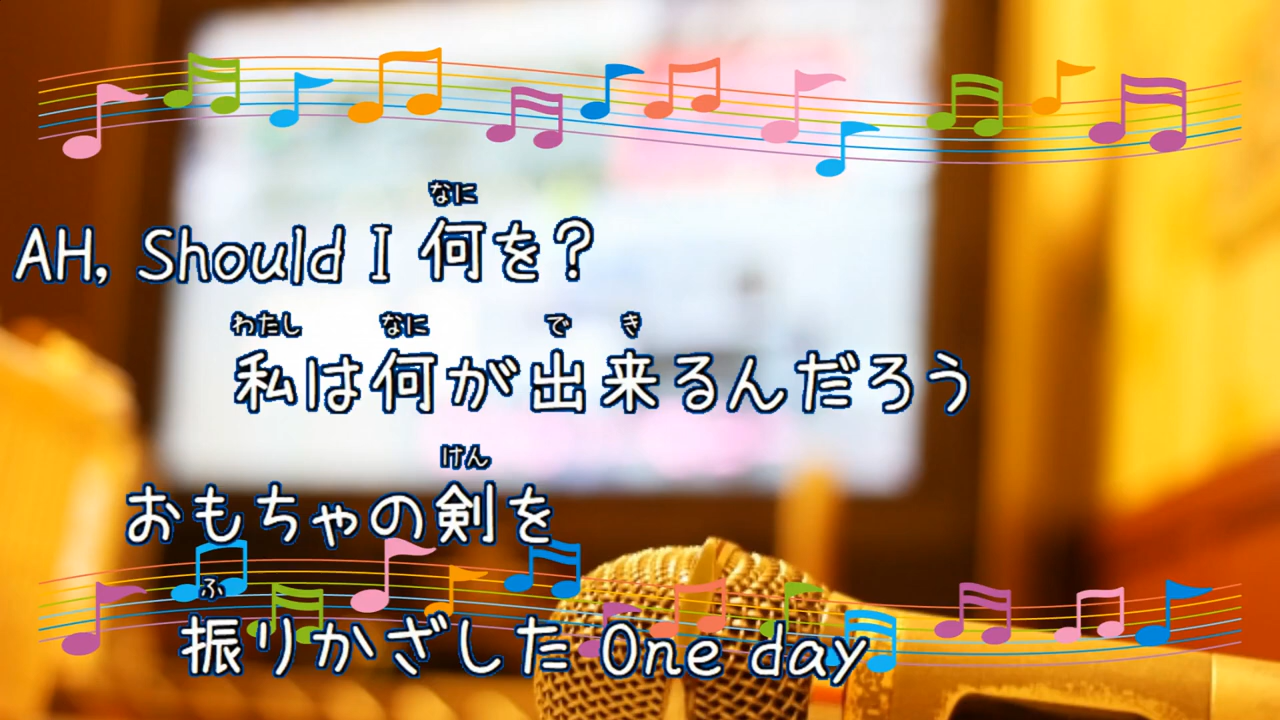 なに
AH, Should I 何を?
わたし なに で き
私は何が出来るんだろう
けん
おもちゃの剣を
ふ
振りかざした One day